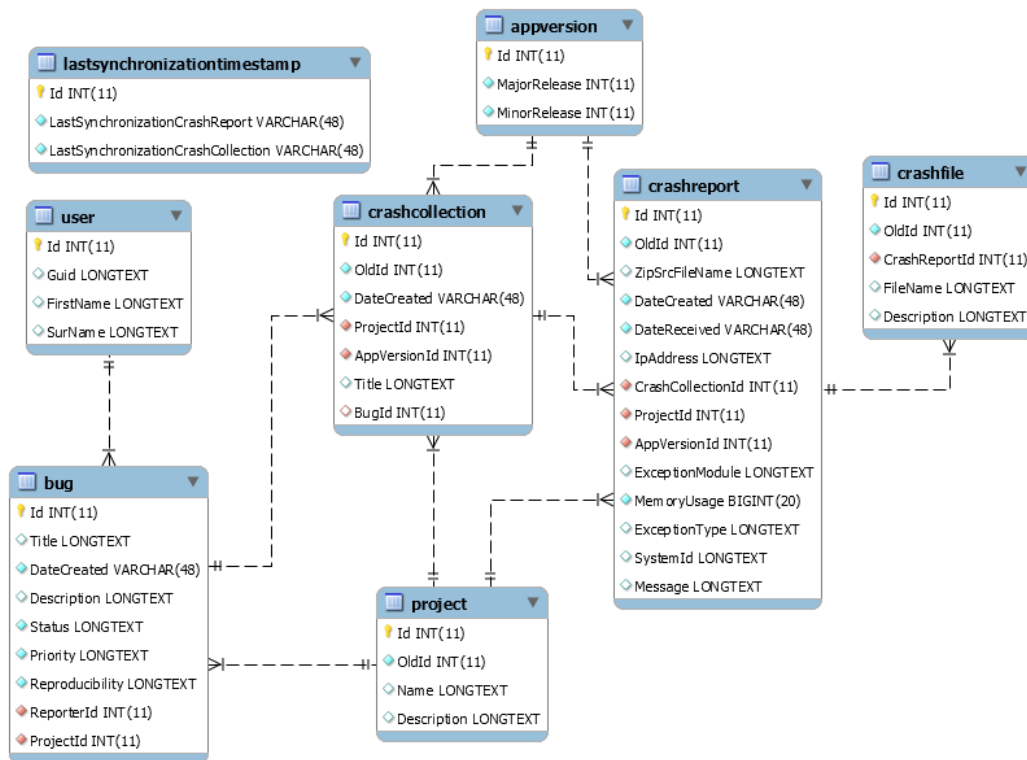 appversion
Id INT(11)
MajorRelease INT(11)
MinorRelease INT(11)
lastsynchronizationtimestamp
Id INT(11)
LastSynchronizationCrashReport VARCHAR(48)
LastSynchronizationCrashCollection VARCHAR(48)
user
Id INT(11)
Guid LONGTEXT
FirstName LONGTEXT
SurName LONGTEXT
crashcollection
Id INT(11)
OldId INT(11)
DateCreated VARCHAR(48)
ProjectId INT(11)
AppVersionId INT(11)
Title LONGTEXT
BugId INT(11)
crashreport
Id INT(11)
OldId INT(11)
ZipSrcFileName LONGTEXT
DateCreated VARCHAR(48)
DateReceived VARCHAR(48)
IpAddress LONGTEXT
CrashCollectionId INT(11)
ProjectId INT(11)
AppVersionId INT(11)
ExceptionModule LONGTEXT
MemoryUsage BIGINT(20)
ExceptionType LONGTEXT
SystemId LONGTEXT
Message LONGTEXT
crashfile
Id INT(11)
OldId INT(11)
CrashReportId INT(11)
FileName LONGTEXT
Description LONGTEXT
bug
Id INT(11)
Title LONGTEXT
DateCreated VARCHAR(48)
Description LONGTEXT
Status LONGTEXT
Priority LONGTEXT
Reproducibility LONGTEXT
ReporterId INT(11)
ProjectId INT(11)
project
Id INT(11)
OldId INT(11)
Name LONGTEXT
Description LONGTEXT